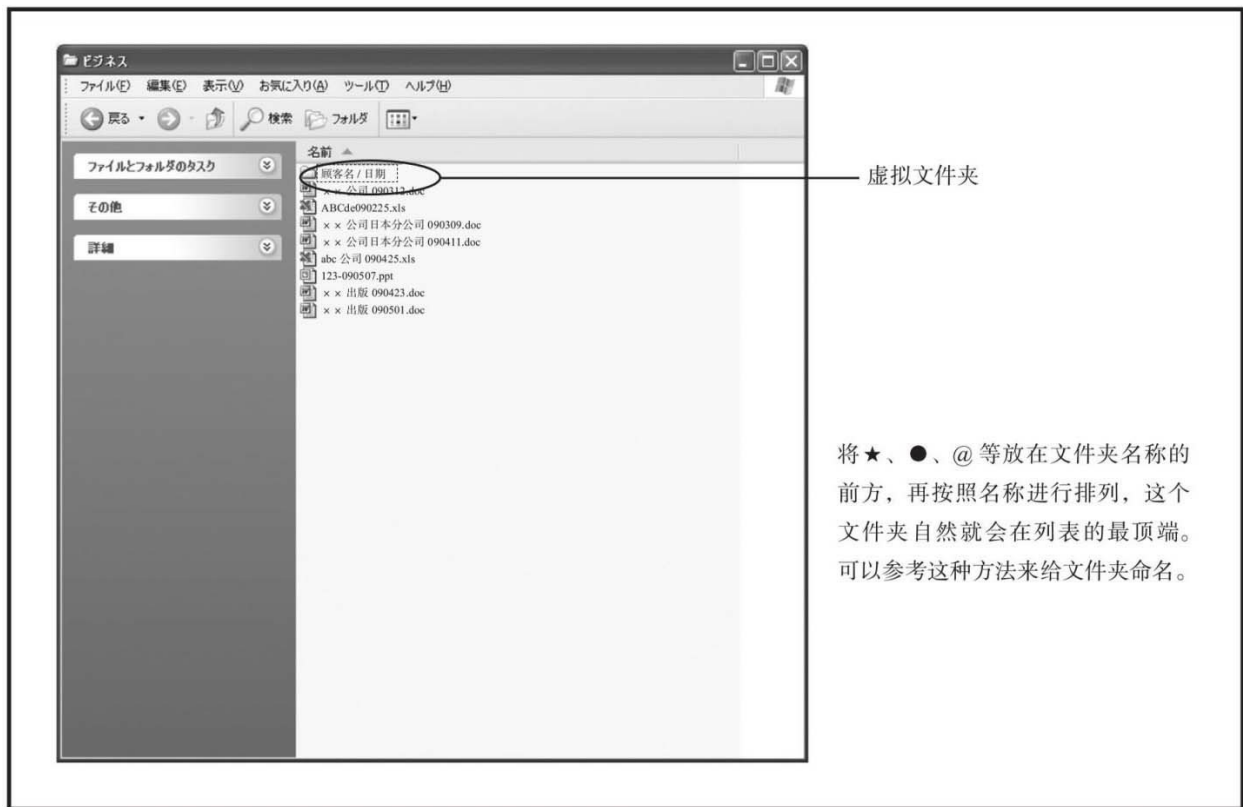 ビジネス
ファイル(F) 編集(E) 表示(V) お気に入り(A) ツール(T) ヘルプ(H)
戻る 検索 フォルダ
名前
ファイルとフォルダのタスク
その他
詳細
顾客名 / 日期
× × 公司 090312.doc
ABCde090225.xls
× × 公司日本分公司 090309.doc
× × 公司日本分公司 090411.doc
abc 公司 090425.xls
123-090507.ppt
× × 出版 090423.doc
× × 出版 090501.doc
虚拟文件夹
将★、●、@ 等放在文件夹名称的
前方，再按照名称进行排列，这个
文件夹自然就会在列表的最顶端。
可以参考这种方法来给文件夹命名。